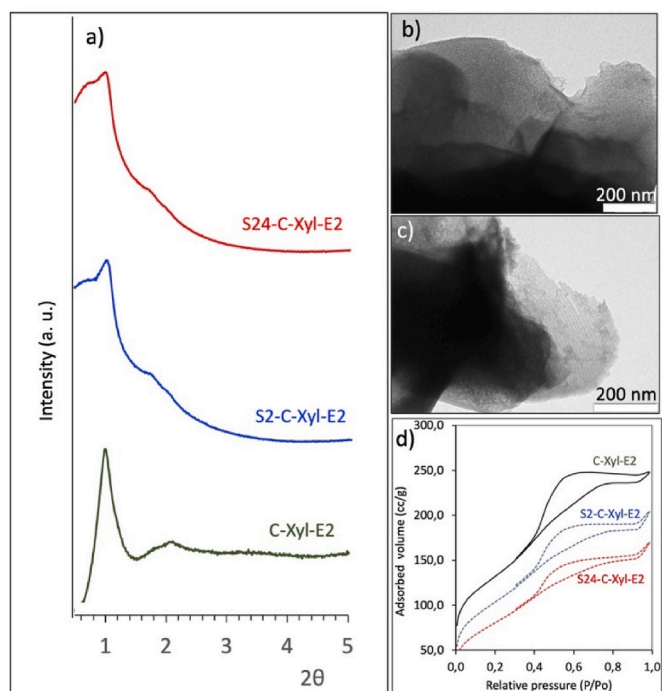 a)
S24-C-Xyl-E2
S2-C-Xyl-E2
C-Xyl-E2
Intensity (a. u.)
1 2 3 4 5
2θ
b)
200 nm
c)
200 nm
d)
300,0
250,0
200,0
150,0
100,0
50,0
C-Xyl-E2
S2-C-Xyl-E2
S24-C-Xyl-E2
Adsorbed volume (cc/g)
0,0 0,2 0,4 0,6 0,8 1,0
Relative pressure (P/Po)